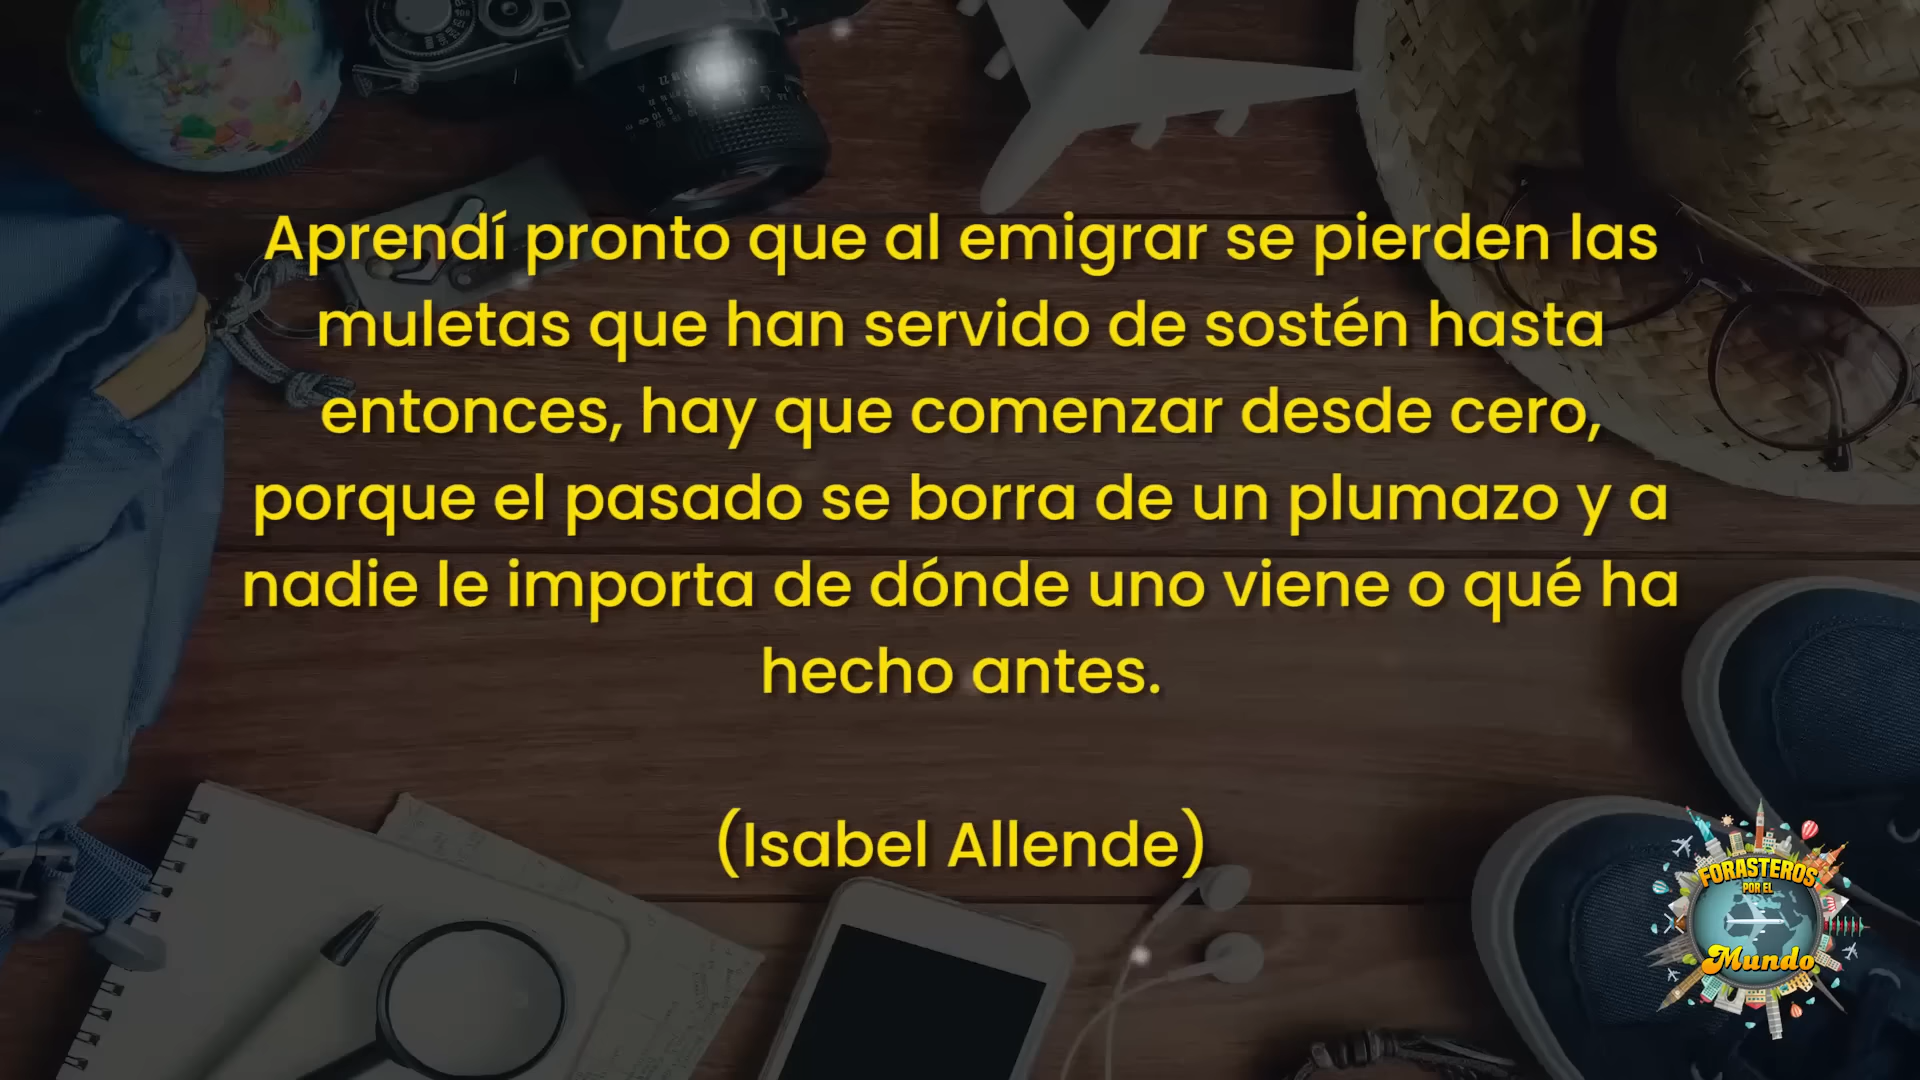 Aprendí pronto que al emigrar se pierden las
muletas que han servido de sostén hasta
entonces, hay que comenzar desde cero,
porque el pasado se borra de un plumazo y a
nadie le importa de dónde uno viene o qué ha
hecho antes.
(Isabel Allende)
FORASTEROS
POR EL
Mundo